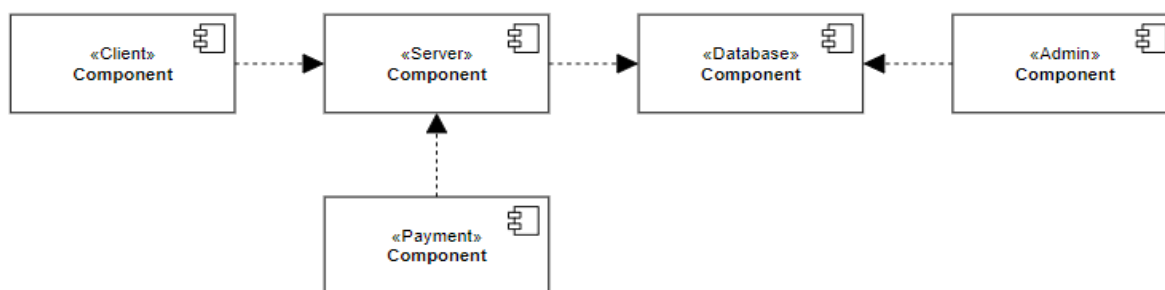 «Client»
Component
«Server»
Component
«Database»
Component
«Admin»
Component
«Payment»
Component